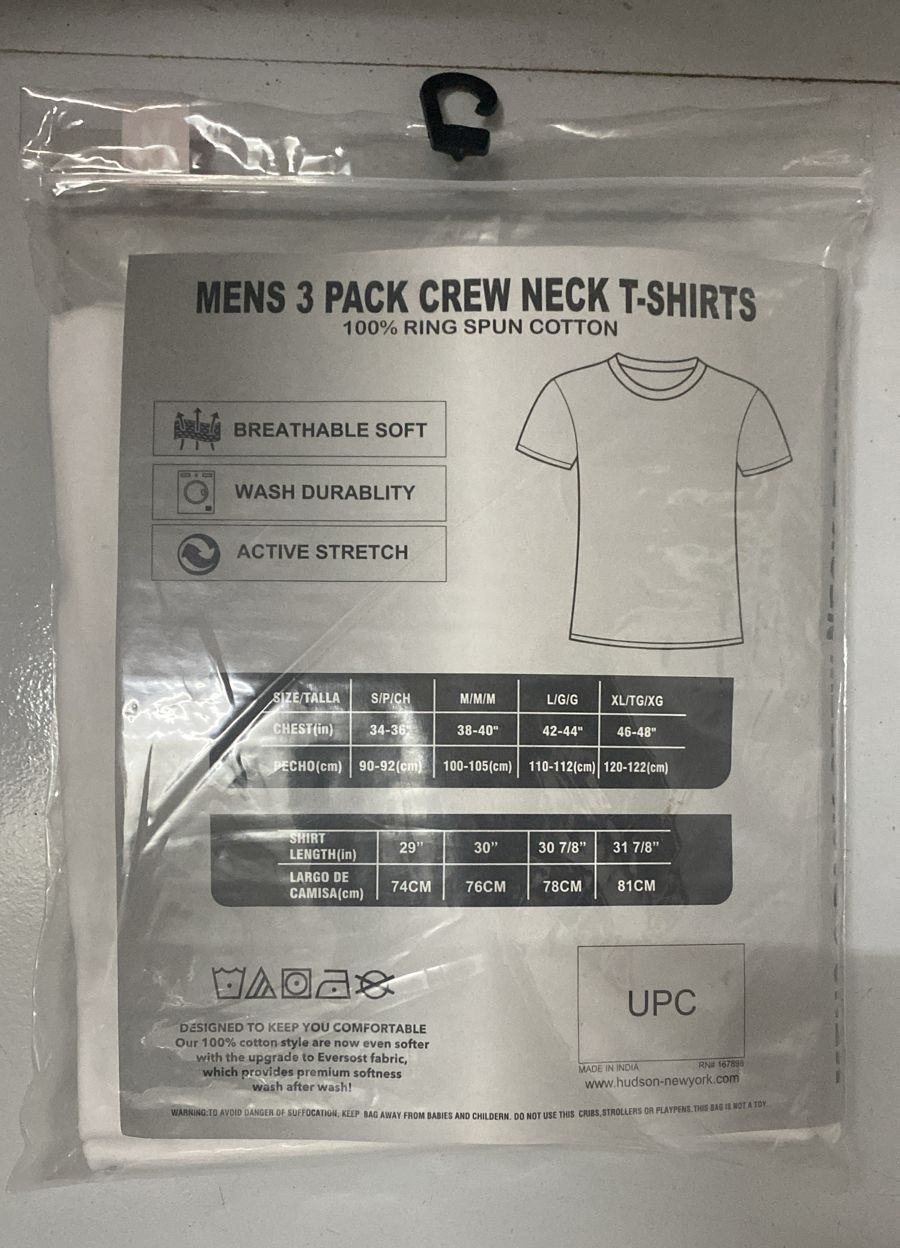 M
MENS 3 PACK CREW NECK T-SHIRTS
100% RING SPUN COTTON
BREATHABLE SOFT
WASH DURABLITY
ACTIVE STRETCH
SIZE/TALLA S/P/CH M/M/M L/G/G XL/TG/XG
CHEST(in) 34-36" 38-40" 42-44" 46-48"
PECHO(cm) 90-92(cm) 100-105(cm) 110-112(cm) 120-122(cm)
SHIRT
LENGTH(in) 29” 30” 30 7/8” 31 7/8”
LARGO DE
CAMISA(cm) 74CM 76CM 78CM 81CM
DESIGNED TO KEEP YOU COMFORTABLE
Our 100% cotton style are now even softer
with the upgrade to Eversost fabric,
which provides premium softness
wash after wash!
UPC
MADE IN INDIA RN# 167898
www.hudson-newyork.com
WARNING:TO AVOID DANGER OF SUFFOCATION, KEEP BAG AWAY FROM BABIES AND CHILDERN. DO NOT USE THIS CRIBS,STROLLERS OR PLAYPENS.THIS BAG IS NOT A TOY